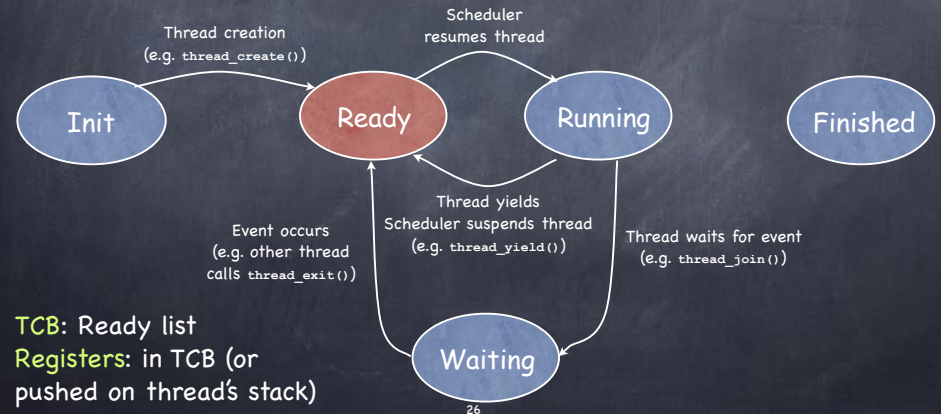 Thread creation
(e.g. thread_create())
Scheduler
resumes thread
Init
Ready
Running
Finished
Thread yields
Scheduler suspends thread
(e.g. thread_yield())
Event occurs
(e.g. other thread
calls thread_exit())
Thread waits for event
(e.g. thread_join())
Waiting
TCB: Ready list
Registers: in TCB (or
pushed on thread's stack)
26